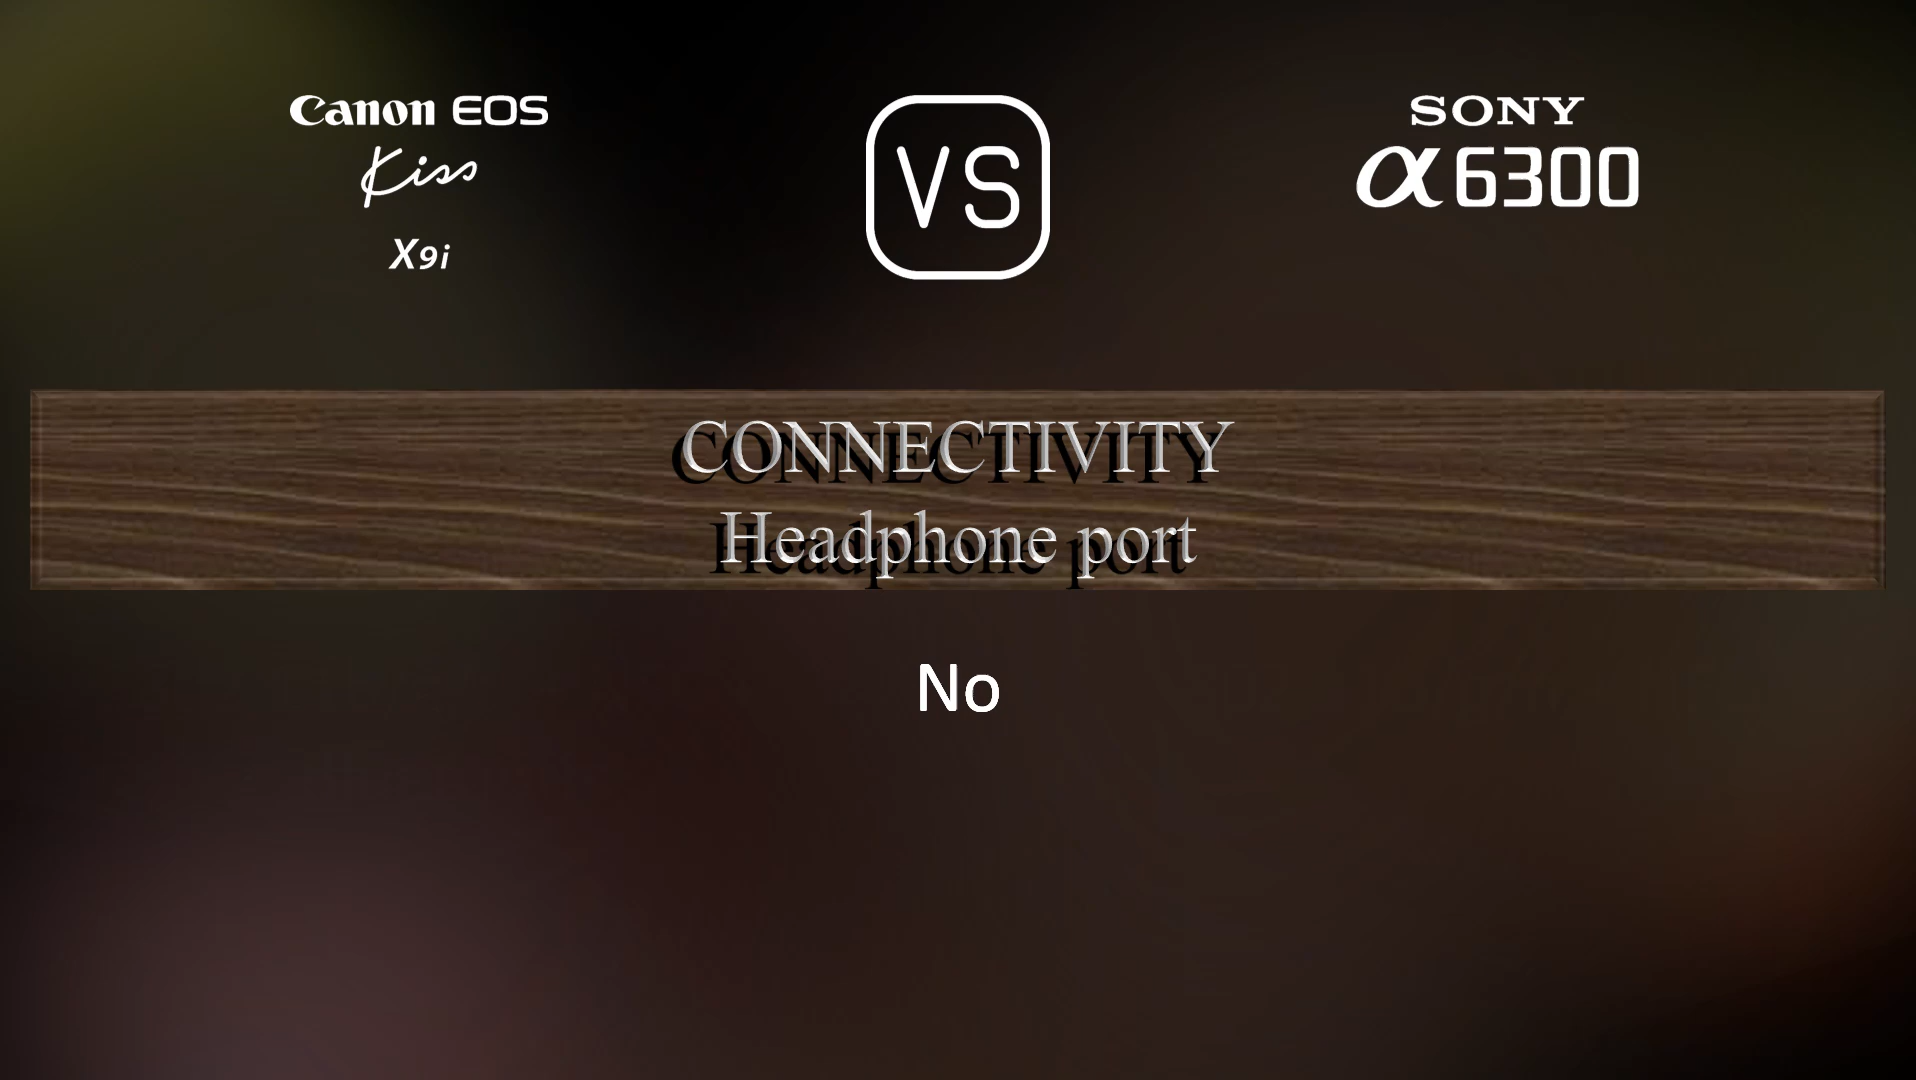 Canon EOS
Kiss
X9i
VS
SONY
α6300
CONNECTIVITY
Headphone port
No